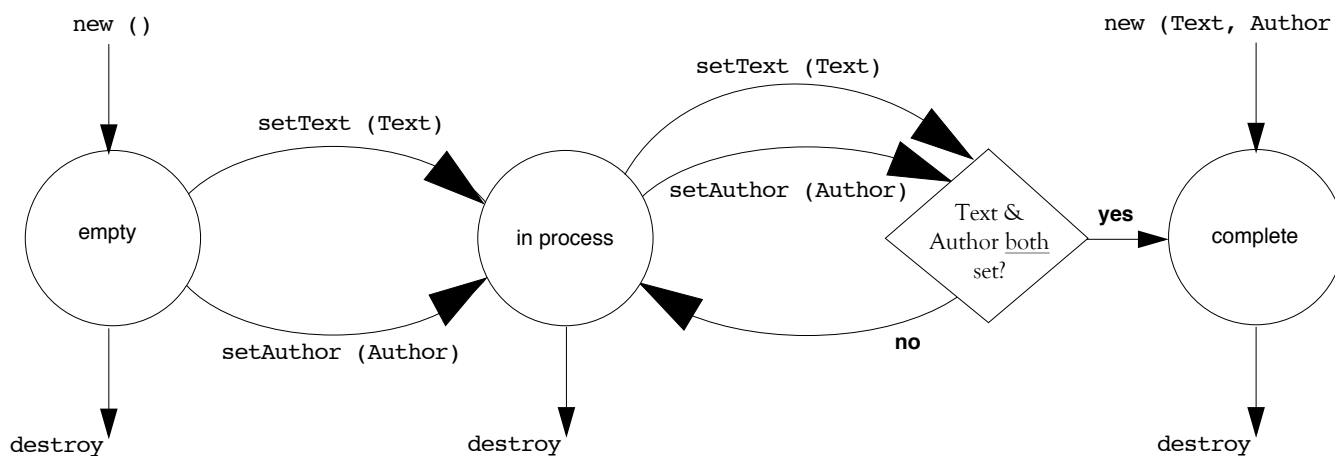 new ()
new (Text, Author
setText (Text)
setText (Text)
setAuthor (Author)
empty
in process
Text &
Author both
set?
yes
complete
setAuthor (Author)
no
destroy
destroy
destroy